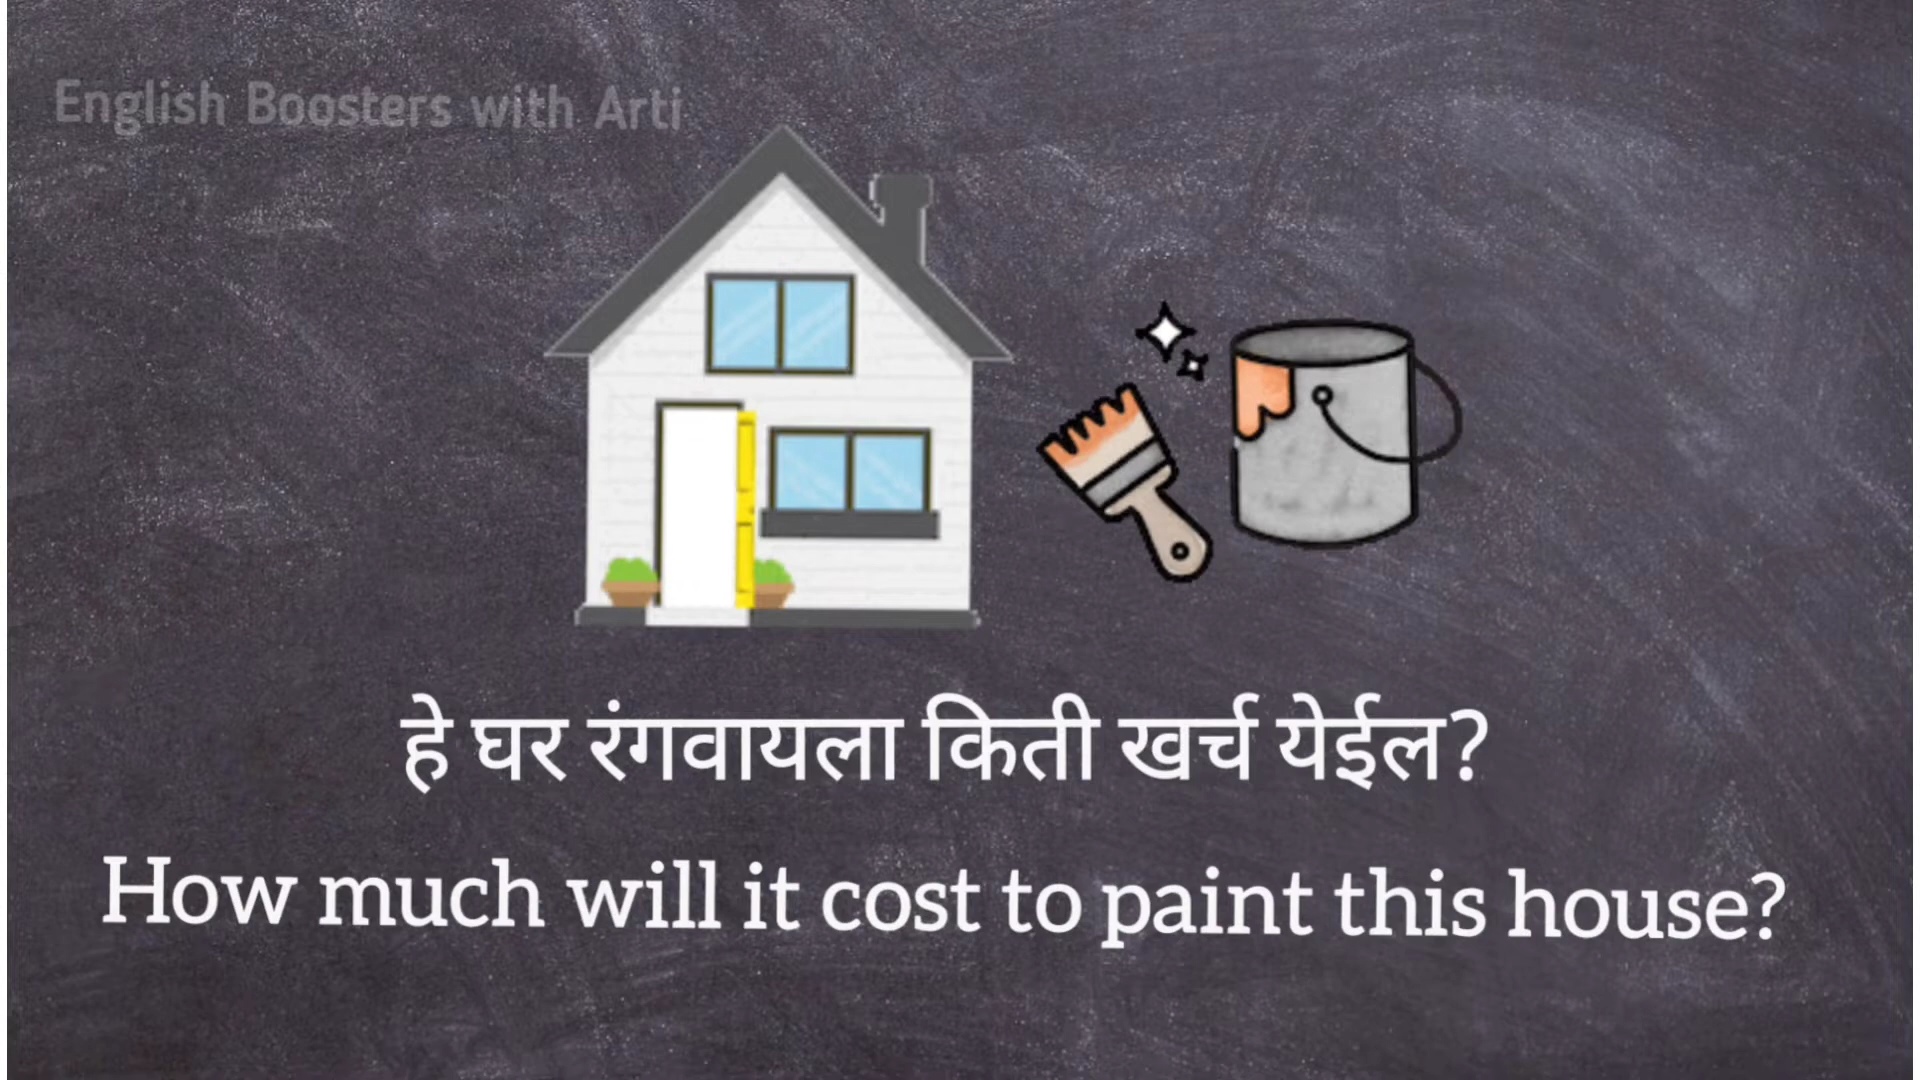 English Boosters with Arti
हे घर रंगवायला किती खर्च येईल?
How much will it cost to paint this house?